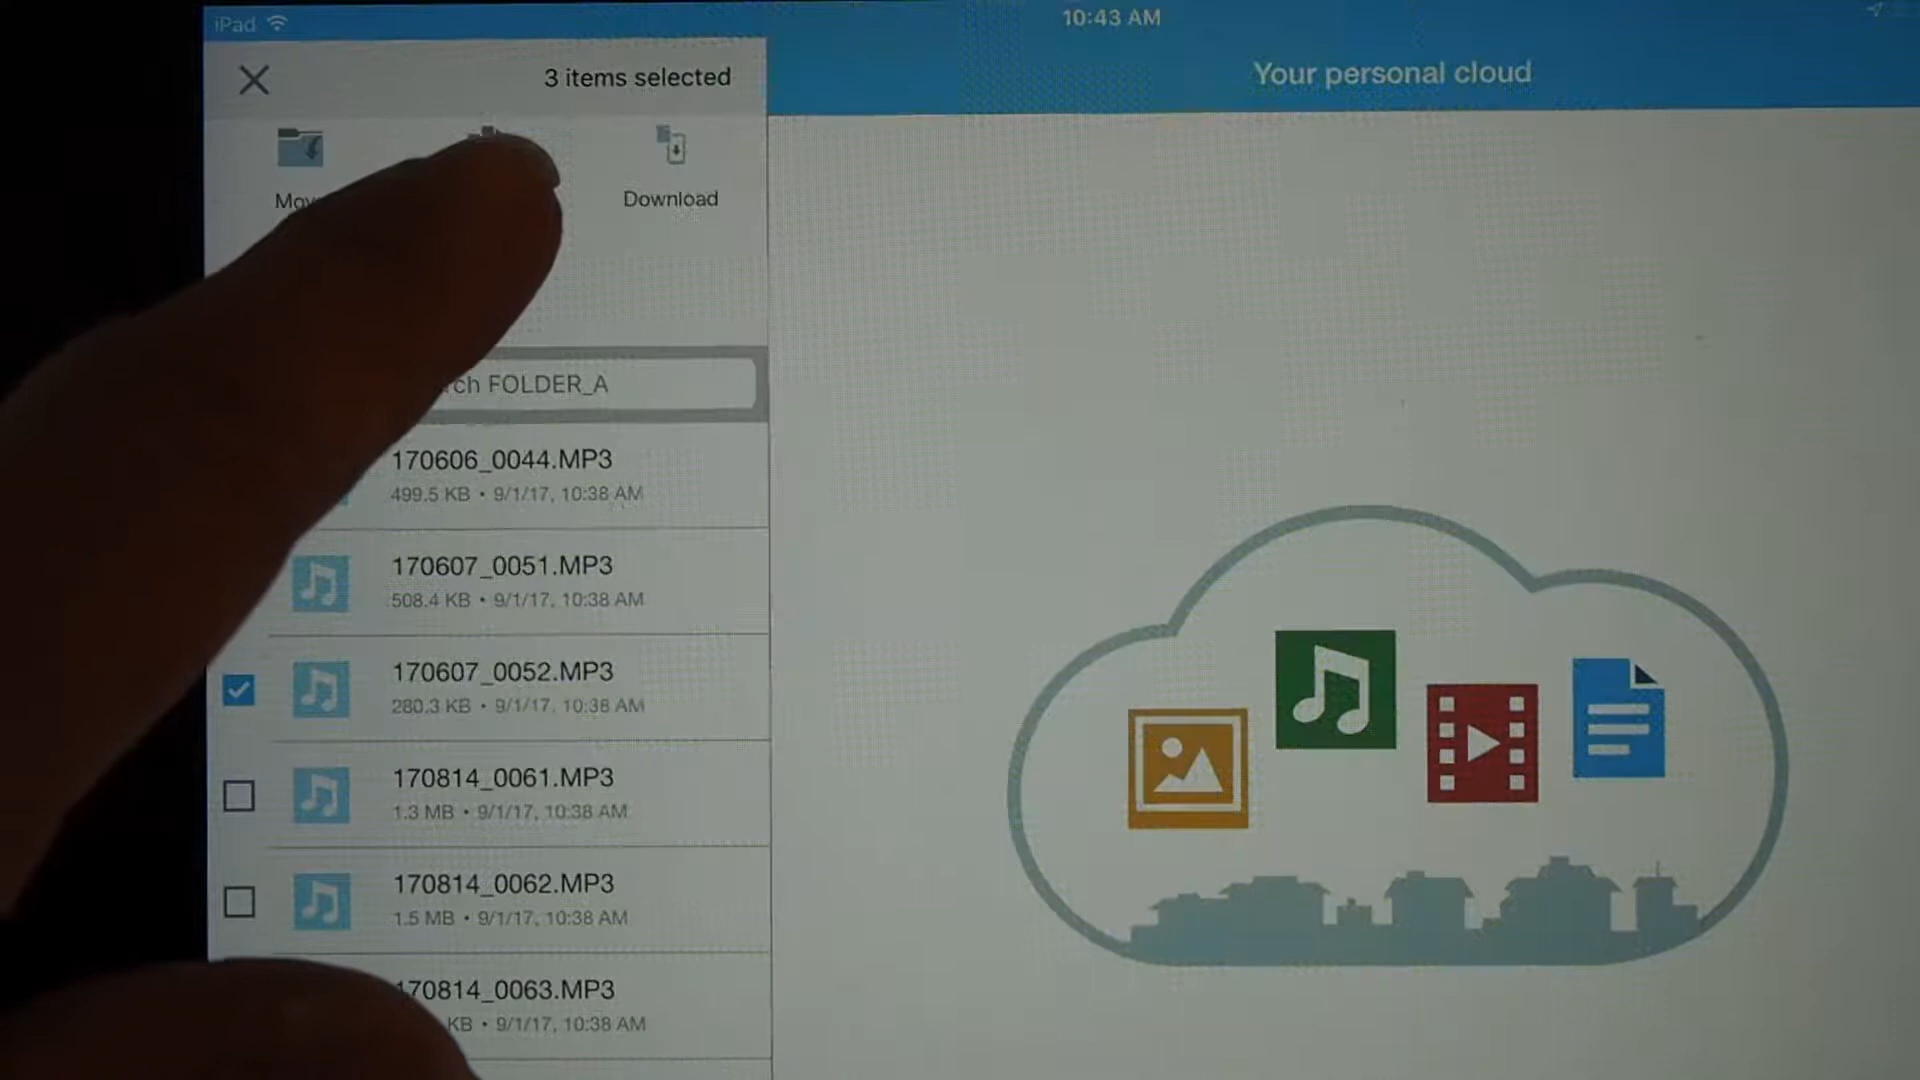 iPad
10:43 AM
3 items selected
Your personal cloud
Download
FOLDER_A
170606_0044.MP3
499.5 KB • 9/1/17, 10:38 AM
170607_0051.MP3
508.4 KB • 9/1/17, 10:38 AM
170607_0052.MP3
280.3 KB • 9/1/17, 10:38 AM
170814_0061.MP3
1.3 MB • 9/1/17, 10:38 AM
170814_0062.MP3
1.5 MB • 9/1/17, 10:38 AM
170814_0063.MP3
KB • 9/1/17, 10:38 AM